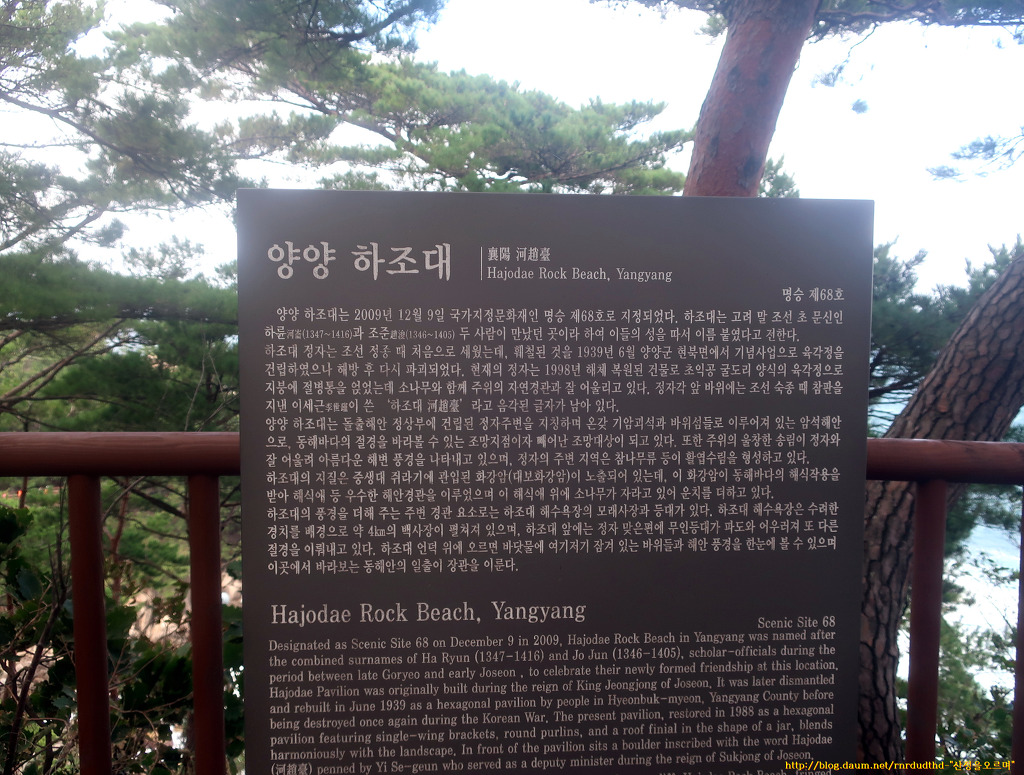 양양 하조대
襄陽 河趙臺
Hajodae Rock Beach, Yangyang
명승 제68호
양양 하조대는 2009년 12월 9일 국가지정문화재인 명승 제68호로 지정되었다. 하조대는 고려 말 조선 초 문신인
하륜(1347~1416)과 조준(1346~1405) 두 사람이 만났던 곳이라 하여 이들의 성을 따서 이름 붙였다고 전한다.
하조대 정자는 조선 정종 때 처음으로 세웠는데, 훼철된 것을 1939년 6월 양양군 현북면에서 기념사업으로 육각정을
건립하였으나 해방 후 다시 파괴되었다. 현재의 정자는 1998년 해체 복원된 건물로 초익공 굴도리 양식의 육각정으로
지붕에 절병통을 얹었는데 소나무와 함께 주위의 자연경관과 잘 어울리고 있다. 정자각 앞 바위에는 조선 숙종 때 참판을
지낸 이세근이 쓴 ‘하조대 河趙臺’라고 음각된 글자가 남아 있다.
양양 하조대는 돌출해안 정상부에 건립된 정자주변을 지칭하며 온갖 기암괴석과 바위섬들로 이루어져 있는 암석해안
으로, 동해바다의 절경을 바라볼 수 있는 조망지점이자 빼어난 조망대상이 되고 있다. 또한 주위의 울창한 송림이 정자와
잘 어울려 아름다운 해변 풍경을 나타내고 있으며, 정자의 주변 지역은 참나무류 등이 활엽수림을 형성하고 있다.
하조대의 지질은 중생대 쥐라기에 관입된 화강암(대보화강암)이 노출되어 있는데, 이 화강암이 동해바다의 해식작용을
받아 해식애 등 우수한 해안경관을 이루었으며 이 해식애 위에 소나무가 자라고 있어 운치를 더하고 있다.
하조대의 풍경을 더해 주는 주변 경관 요소로는 하조대 해수욕장의 모래사장과 등대가 있다. 하조대 해수욕장은 수려한
경치를 배경으로 약 4㎞의 백사장이 펼쳐져 있으며, 하조대 앞에는 정자 맞은편에 무인등대가 파도와 어우러져 또 다른
절경을 이뤄내고 있다. 하조대 언덕 위에 오르면 바닷물에 여기저기 잠겨 있는 바위들과 해안 풍경을 한눈에 볼 수 있으며
이곳에서 바라보는 동해안의 일출이 장관을 이룬다.
Hajodae Rock Beach, Yangyang
Scenic Site 68
Designated as Scenic Site 68 on December 9 in 2009, Hajodae Rock Beach in Yangyang was named after
the combined surnames of Ha Ryun (1347-1416) and Jo Jun (1346-1405), scholar-officials during the
period between late Goryeo and early Joseon , to celebrate their newly formed friendship at this location.
Hajodae Pavilion was originally built during the reign of King Jeongjong of Joseon. It was later dismantled
and rebuilt in June 1939 as a hexagonal pavilion by people in Hyeonbuk-myeon, Yangyang County before
being destroyed once again during the Korean War. The present pavilion, restored in 1988 as a hexagonal
pavilion featuring single-wing brackets, round purlins, and a roof finial in the shape of a jar, blends
harmoniously with the landscape. In front of the pavilion sits a boulder inscribed with the word Hajodae
(河趙臺) penned by Yi Se-geun who served as a deputy minister during the reign of Sukjong of Joseon.
Hajodae Rock Beach, fringed
http://blog.daum.net/rnrdudthd-"산정을오르며"